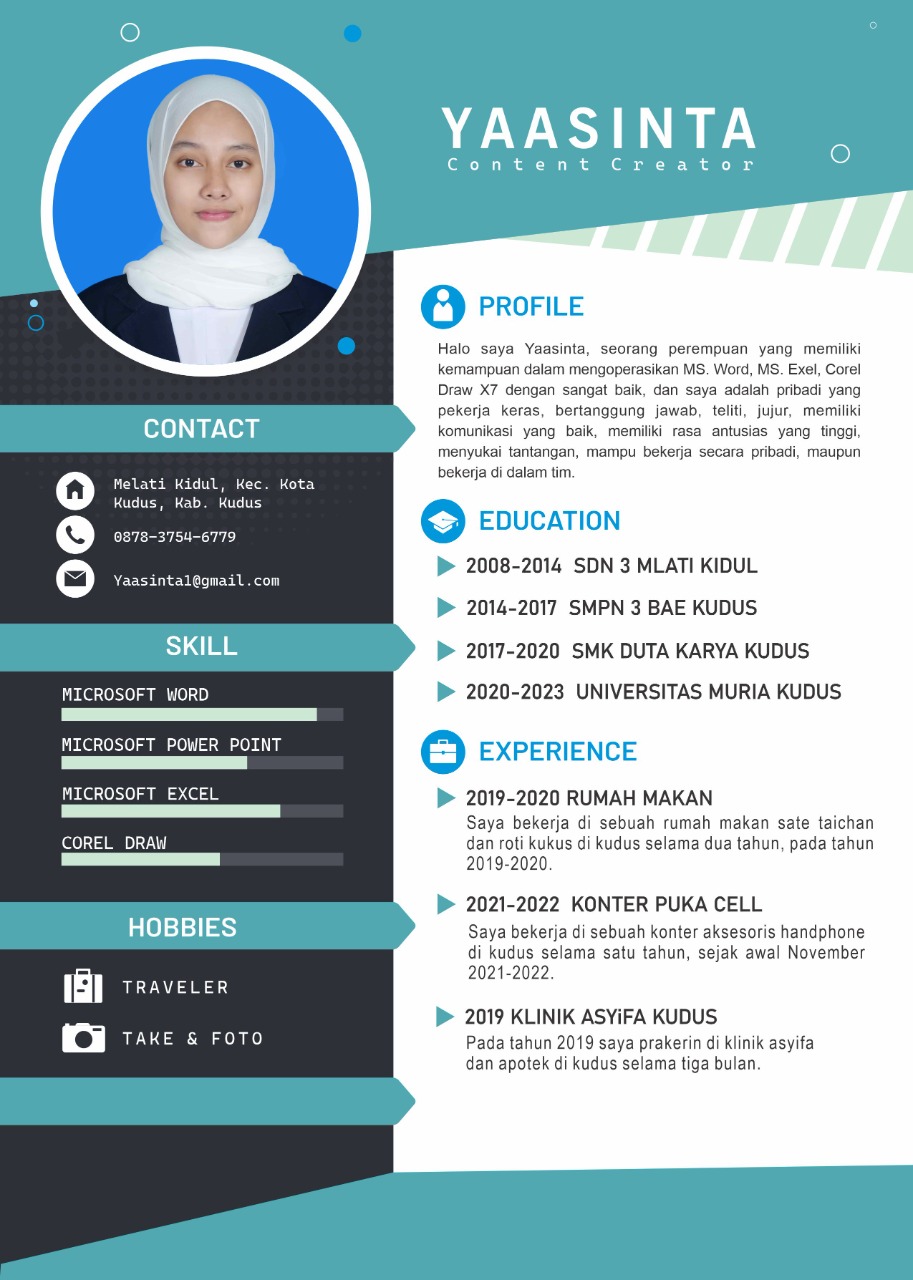 YAASINTA
Content Creator
CONTACT
Melati Kidul, Kec. Kota
Kudus, Kab. Kudus
0878-3754-6779
Yaasinta1@gmail.com
SKILL
MICROSOFT WORD
MICROSOFT POWER POINT
MICROSOFT EXCEL
COREL DRAW
HOBBIES
TRAVELER
TAKE & FOTO
PROFILE
Halo saya Yaasinta, seorang perempuan yang memiliki
kemampuan dalam mengoperasikan MS. Word, MS. Exel, Corel
Draw X7 dengan sangat baik, dan saya adalah pribadi yang
pekerja keras, bertanggung jawab, teliti, jujur, memiliki
komunikasi yang baik, memiliki rasa antusias yang tinggi,
menyukai tantangan, mampu bekerja secara pribadi, maupun
bekerja di dalam tim.
EDUCATION
2008-2014 SDN 3 MLATI KIDUL
2014-2017 SMPN 3 BAE KUDUS
2017-2020 SMK DUTA KARYA KUDUS
2020-2023 UNIVERSITAS MURIA KUDUS
EXPERIENCE
2019-2020 RUMAH MAKAN
Saya bekerja di sebuah rumah makan sate taichan
dan roti kukus di kudus selama dua tahun, pada tahun
2019-2020.
2021-2022 KONTER PUKA CELL
Saya bekerja di sebuah konter aksesoris handphone
di kudus selama satu tahun, sejak awal November
2021-2022.
2019 KLINIK ASYiFA KUDUS
Pada tahun 2019 saya prakerin di klinik asyifa
dan apotek di kudus selama tiga bulan.